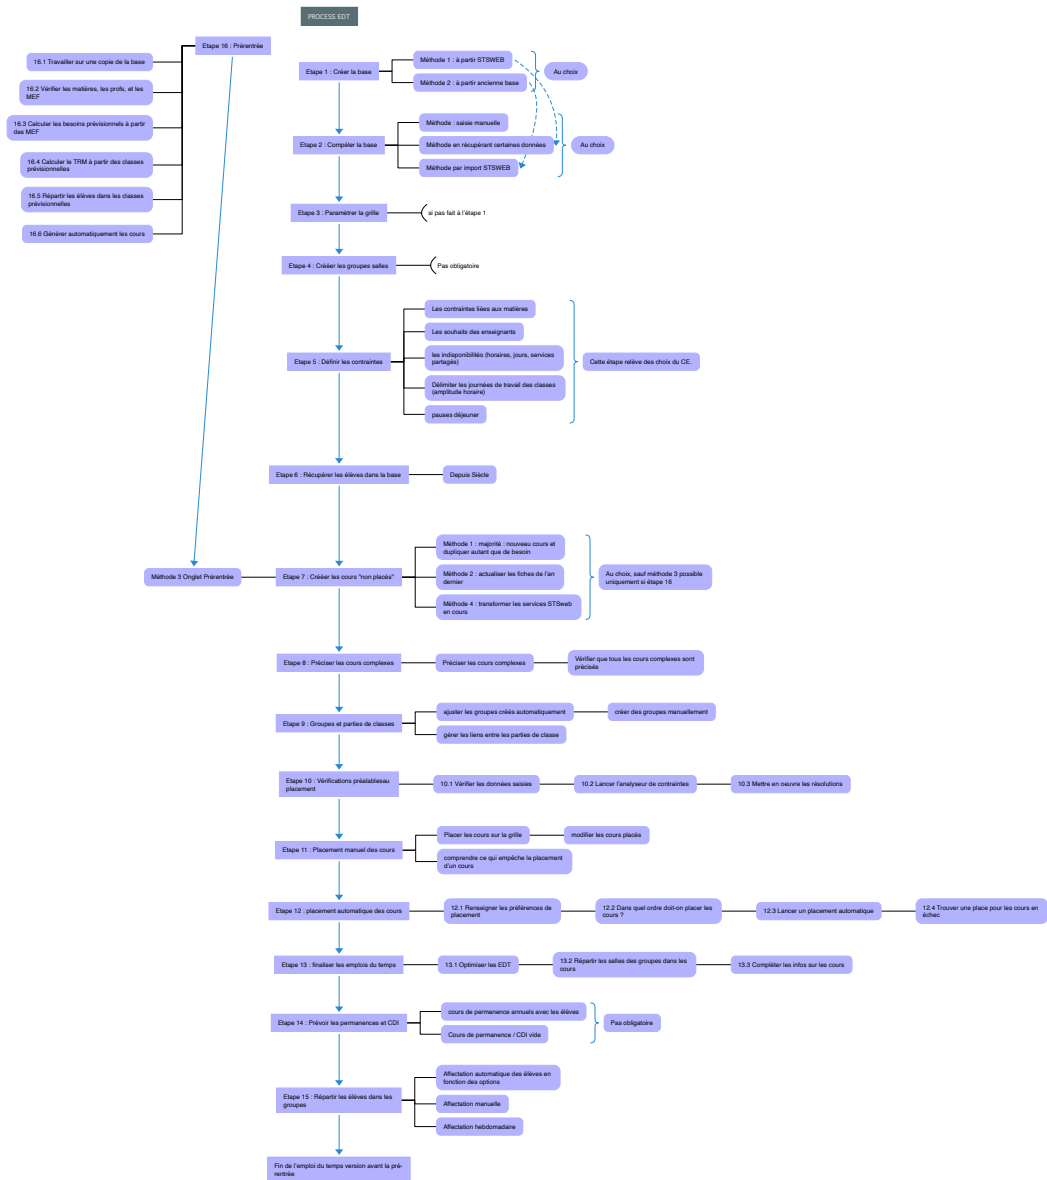 PROCESS EDT
Etape 16 : Prérentrée
16.1 Travailler sur une copie de la base
16.2 Vérifier les matières, les profs, et les
MEF
16.3 Calculer les besoins prévisionnels à partir
des MEF
16.4 Calculer le TRM à partir des classes
prévisionnelles
16.5 Répartir les élèves dans les classes
prévisionnelles
16.6 Générer automatiquement les cours
Etape 1 : Créer la base
Méthode 1 : à partir STSWEB
Méthode 2 : à partir ancienne base
Au choix
Etape 2 : Compéler la base
Méthode : saisie manuelle
Méthode en récupérant certaines données
Méthode par import STSWEB
Au choix
Etape 3 : Paramètrer la grille
si pas fait à l'étape 1
Etape 4 : Crééer les groupes salles
Pas obligatoire
Etape 5 : Définir les contraintes
Les contraintes liées aux matières
Les souhaits des enseignants
les indisponibilités (horaires, jours, services
partagés)
Délimiter les journées de travail des classes
(amplitude horaire)
pauses déjeuner
Cette étape relève des choix du CE.
Etape 6 : Récupérer les élèves dans la base
Depuis Siècle
Méthode 3 Onglet Prérentrée
Etape 7 : Crééer les cours "non placés"
Méthode 1 : majorité : nouveau cours et
dupliquer autant que de besoin
Méthode 2 : actualiser les fiches de l'an
dernier
Méthode 4 : transformer les services STSweb
en cours
Au choix, sauf méthode 3 possible
uniquement si étape 16
Etape 8 : Préciser les cours complexes
Préciser les cours complexes
Vérifier que tous les cours complexes sont
précisés
Etape 9 : Groupes et parties de classes
ajuster les groupes créés automatiquement
créer des groupes manuellement
gérer les liens entre les parties de classe
Etape 10 : Vérifications préalablesau
placement
10.1 Vérifier les données saisies
10.2 Lancer l'analyseur de contraintes
10.3 Mettre en oeuvre les résolutions
Etape 11 : Placement manuel des cours
Placer les cours sur la grille
modifier les cours placés
comprendre ce qui empêche le placement
d'un cours
Etape 12 : placement automatique des cours
12.1 Renseigner les préférences de
placement
12.2 Dans quel ordre doit-on placer les
cours ?
12.3 Lancer un placement automatique
12.4 Trouver une place pour les cours en
échec
Etape 13 : finaliser les emplois du temps
13.1 Optimiser les EDT
13.2 Répartir les salles des groupes dans les
cours
13.3 Compléter les infos sur les cours
Etape 14 : Prévoir les permanences et CDI
cours de permanence annuels avec les élèves
Cours de permanence / CDI vide
Pas obligatoire
Etape 15 : Répartir les élèves dans les
groupes
Affectation automatique des élèves en
fonction des options
Affectation manuelle
Affectation hebdomadaire
Fin de l'emploi du temps version avant la pré-
rentrée